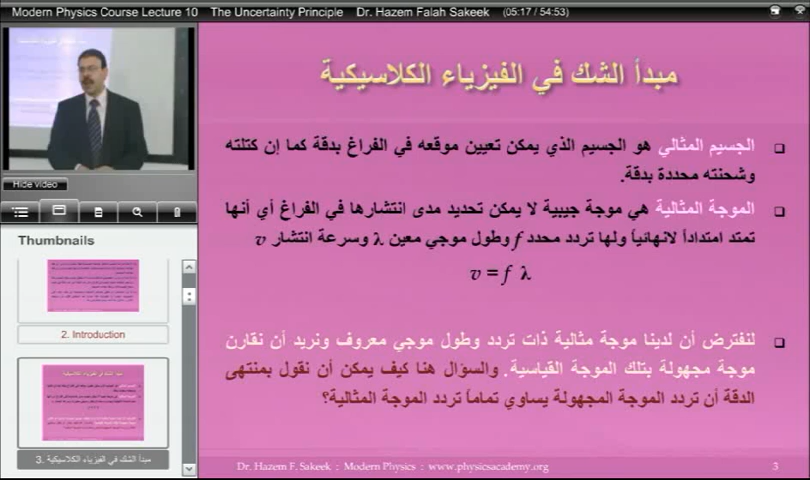 Modern Physics Course Lecture 10 The Uncertainty Principle Dr. Hazem Falah Sakeek (05:17 / 54:53)
Hide video
Thumbnails
2. Introduction
3. مبدأ الشك في الفيزياء الكلاسيكية
مبدأ الشك في الفيزياء الكلاسيكية
الجسيم المثالي هو الجسيم الذي يمكن تعيين موقعه في الفراغ بدقة كما إن كتلته
وشحنته محددة بدقة.
الموجة المثالية هي موجة جيبية لا يمكن تحديد مدى انتشارها في الفراغ أي أنها
تمتد امتداداً لانهائياً ولها تردد محدد f وطول موجي معين λ وسرعة انتشار v
v = f λ
لنفترض أن لدينا موجة مثالية ذات تردد وطول موجي معروف ونريد أن نقارن
موجة مجهولة بتلك الموجة القياسية. والسؤال هنا كيف يمكن أن نقول بمنتهى
الدقة أن تردد الموجة المجهولة يساوي تماماً تردد الموجة المثالية؟
Dr. Hazem F. Sakeek : Modern Physics : www.physicsacademy.org
3